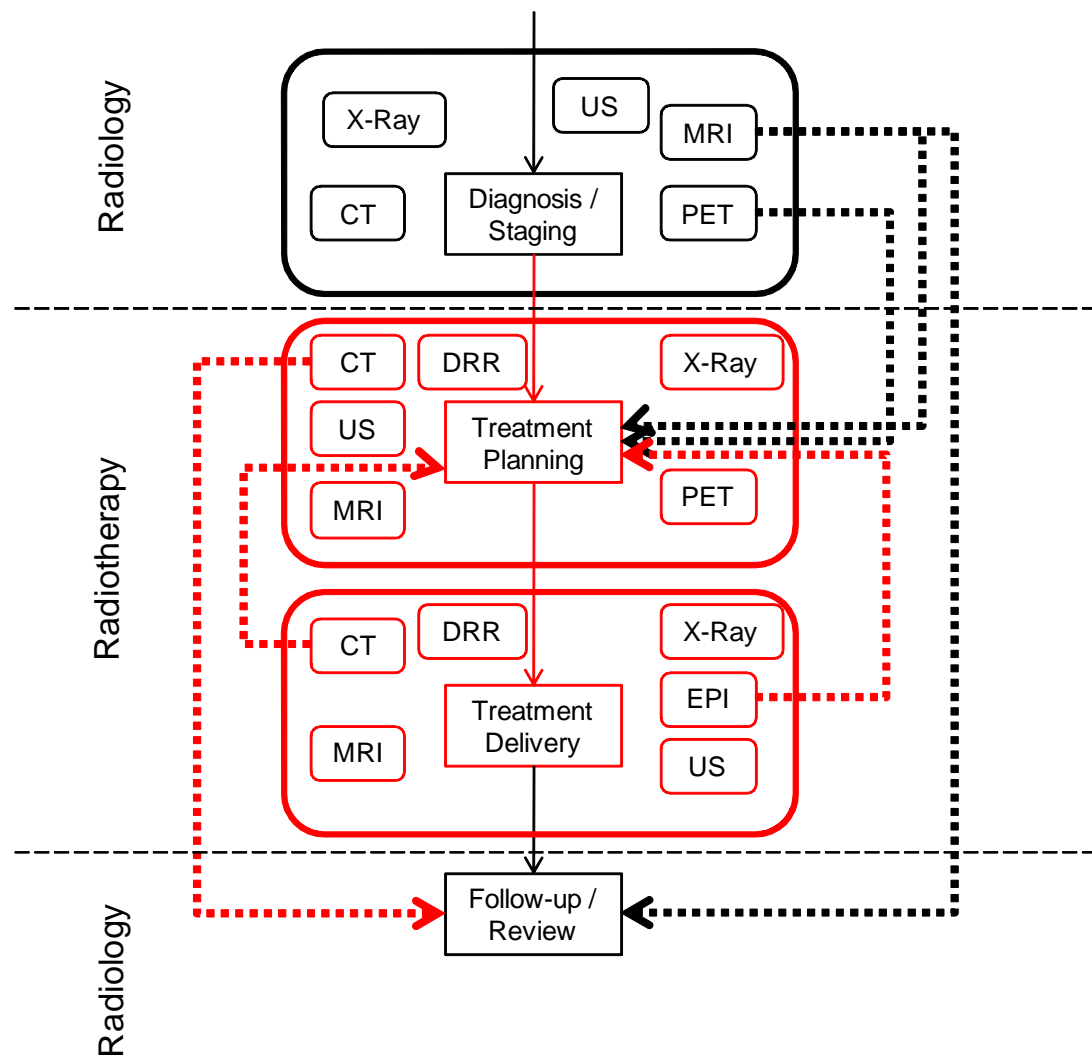 Radiology
X-Ray
US
MRI
CT
Diagnosis /
Staging
PET
Radiotherapy
CT
DRR
X-Ray
US
Treatment
Planning
MRI
PET
CT
DRR
X-Ray
EPI
MRI
Treatment
Delivery
US
Radiology
Follow-up /
Review